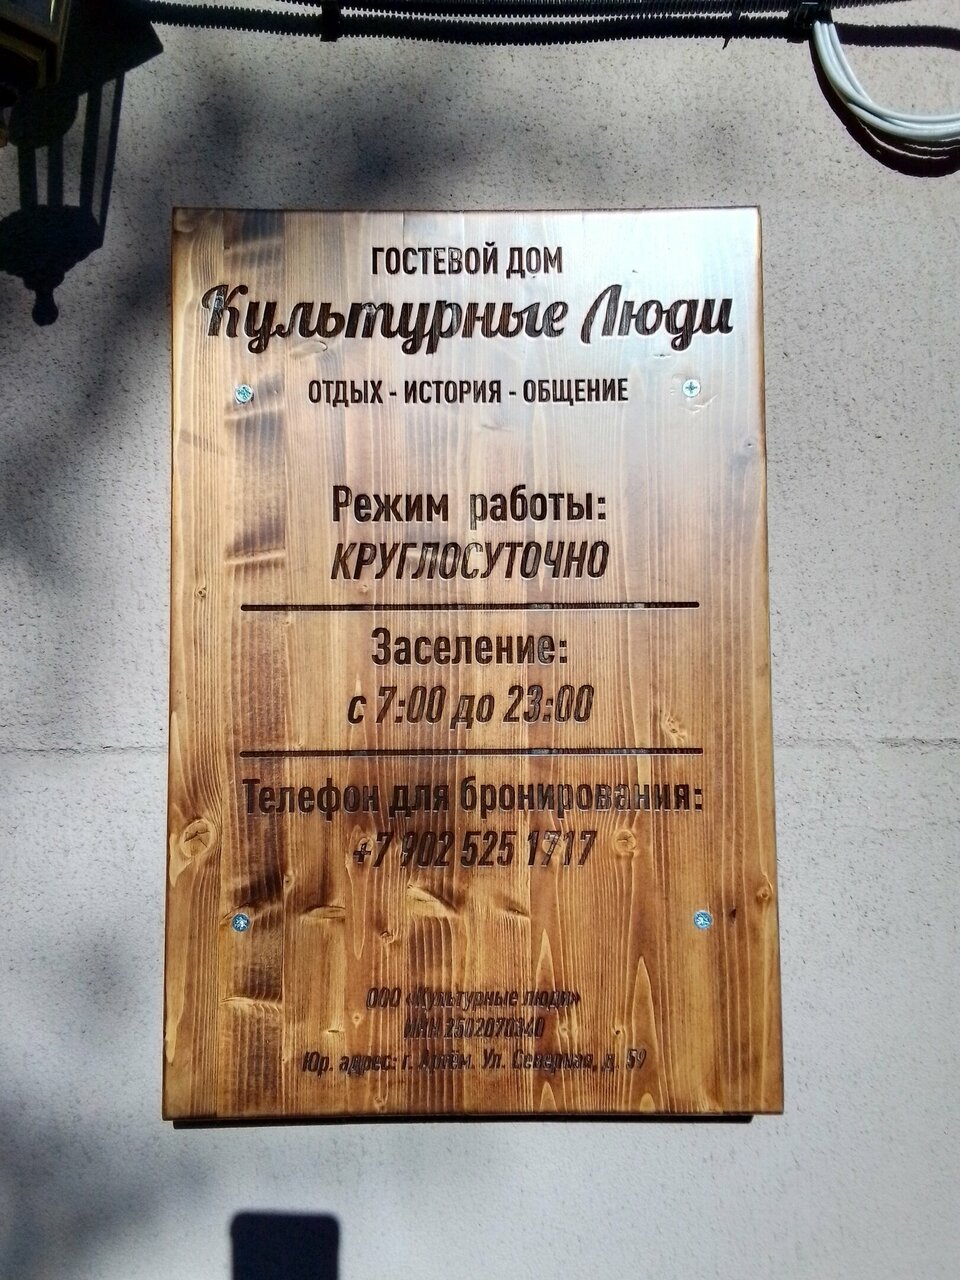 ГОСТЕВОЙ ДОМ
Культурные Люди
ОТДЫХ - ИСТОРИЯ - ОБЩЕНИЕ
Режим работы:
КРУГЛОСУТОЧНО
Заселение:
с 7:00 до 23:00
Телефон для бронирования:
+7 902 525 1717
ООО «Культурные люди»
ИНН 2502070340
Юр. адрес: г. Артём. Ул. Северная, д. 59